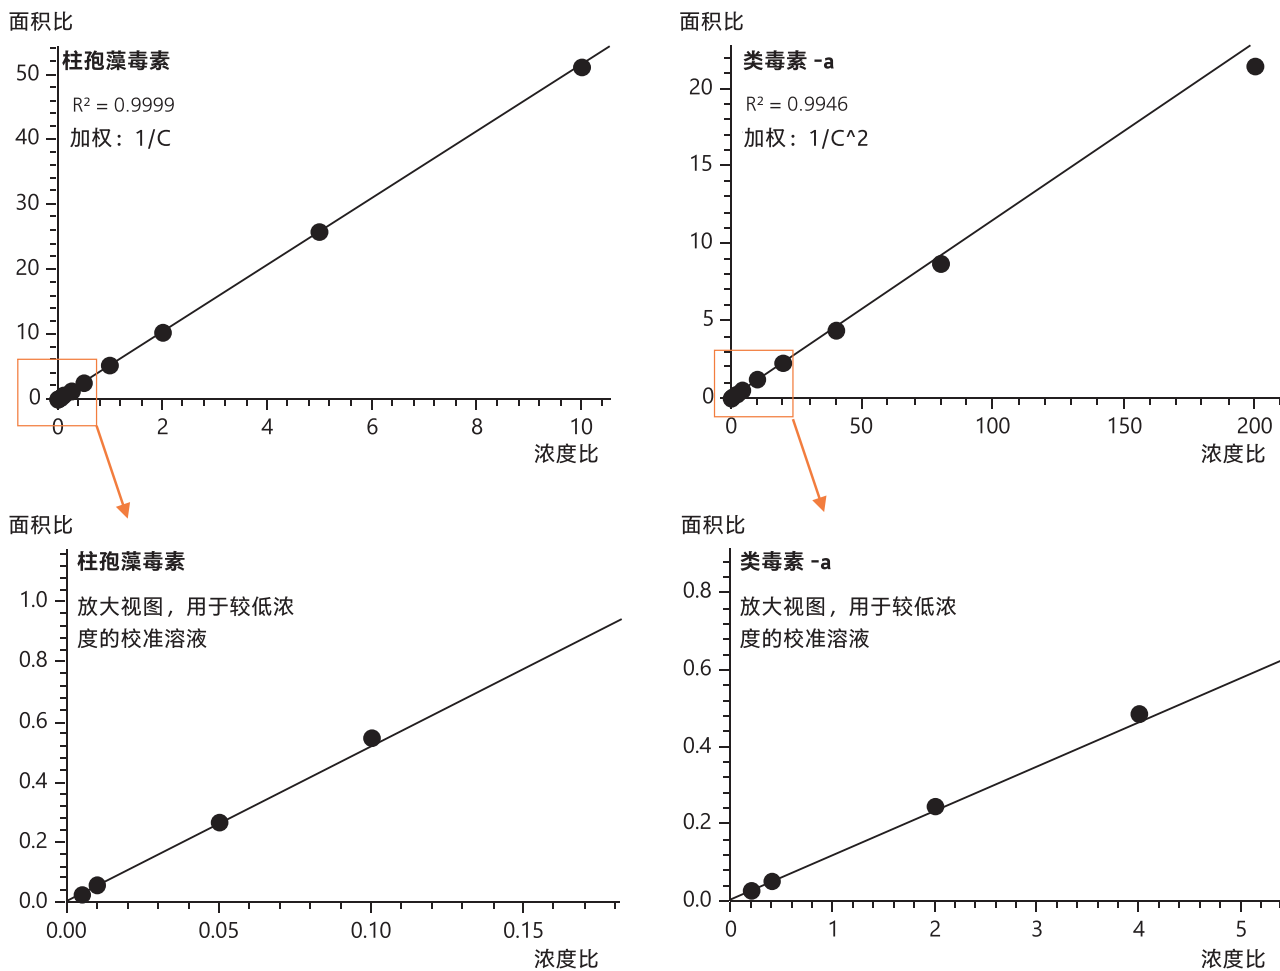 面积比
柱孢藻毒素
R² = 0.9999
加权：1/C
50
40
30
20
10
0
0 2 4 6 8 10
浓度比
面积比
类毒素 -a
R² = 0.9946
加权：1/C^2
20
15
10
5
0
0 50 100 150 200
浓度比
面积比
柱孢藻毒素
放大视图，用于较低浓
度的校准溶液
1.0
0.8
0.6
0.4
0.2
0.0
0.00 0.05 0.10 0.15
浓度比
面积比
类毒素 -a
放大视图，用于较低浓
度的校准溶液
0.8
0.6
0.4
0.2
0.0
0 1 2 3 4 5
浓度比